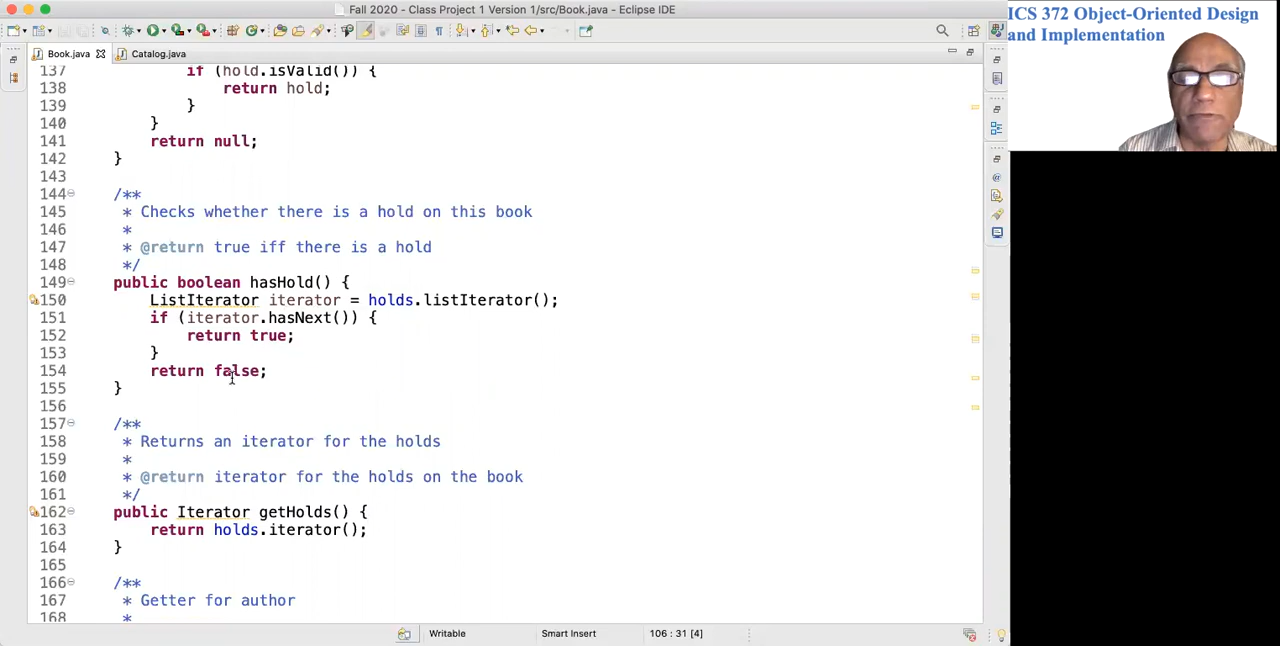 Fall 2020 - Class Project 1 Version 1/src/Book.java - Eclipse IDE
ICS 372 Object-Oriented Design
and Implementation
Book.java
Catalog.java
137 if (hold.isValid()) {
138 return hold;
139 }
140 }
141 return null;
142 }
143
144 /**
145 * Checks whether there is a hold on this book
146 *
147 * @return true iff there is a hold
148 */
149 public boolean hasHold() {
150 ListIterator iterator = holds.listIterator();
151 if (iterator.hasNext()) {
152 return true;
153 }
154 return false;
155 }
156
157 /**
158 * Returns an iterator for the holds
159 *
160 * @return iterator for the holds on the book
161 */
162 public Iterator getHolds() {
163 return holds.iterator();
164 }
165
166 /**
167 * Getter for author
168 *
Writable
Smart Insert
106 : 31 [4]